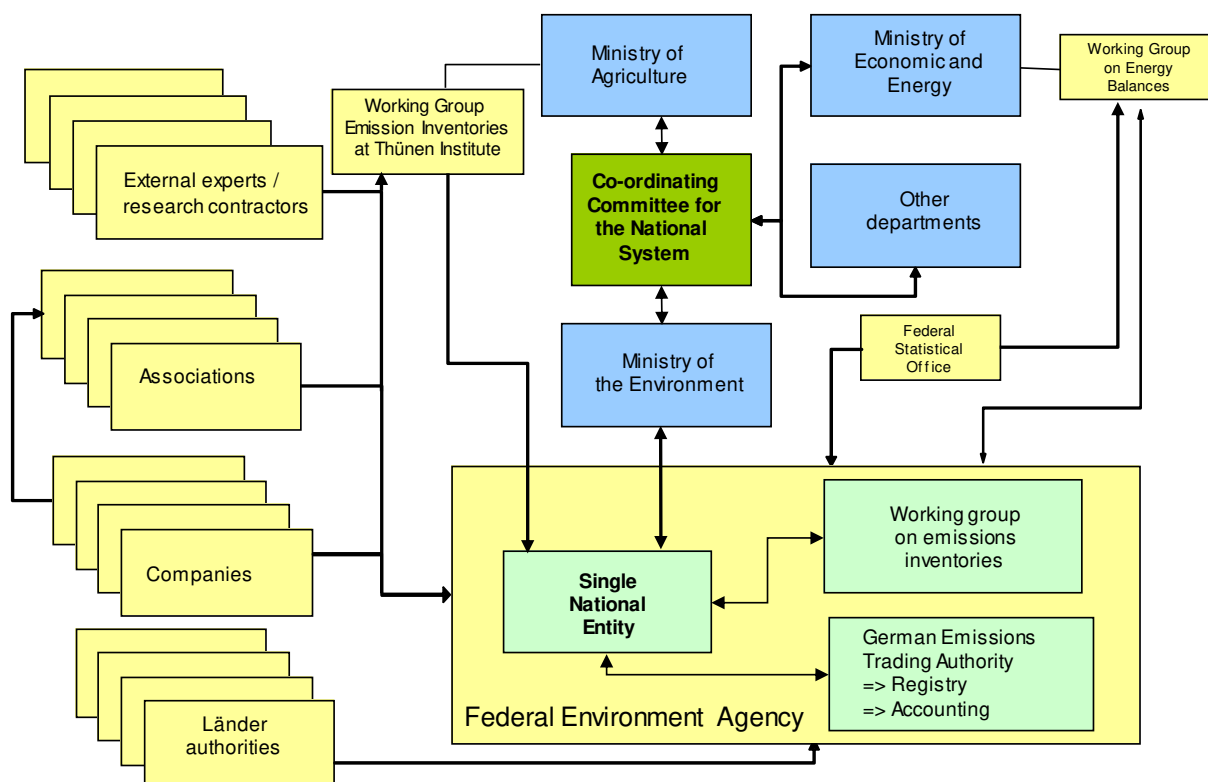 Ministry of
Agriculture
Ministry of
Economic and
Energy
Working Group
on Energy
Balances
Working Group
Emission Inventories
at Thünen Institute
External experts /
research contractors
Co-ordinating
Committee for
the National
System
Other
departments
Associations
Ministry of
the Environment
Federal
Statistical
Office
Companies
Single
National
Entity
Working group
on emissions
inventories
German Emissions
Trading Authority
=> Registry
=> Accounting
Federal Environment Agency
Länder
authorities